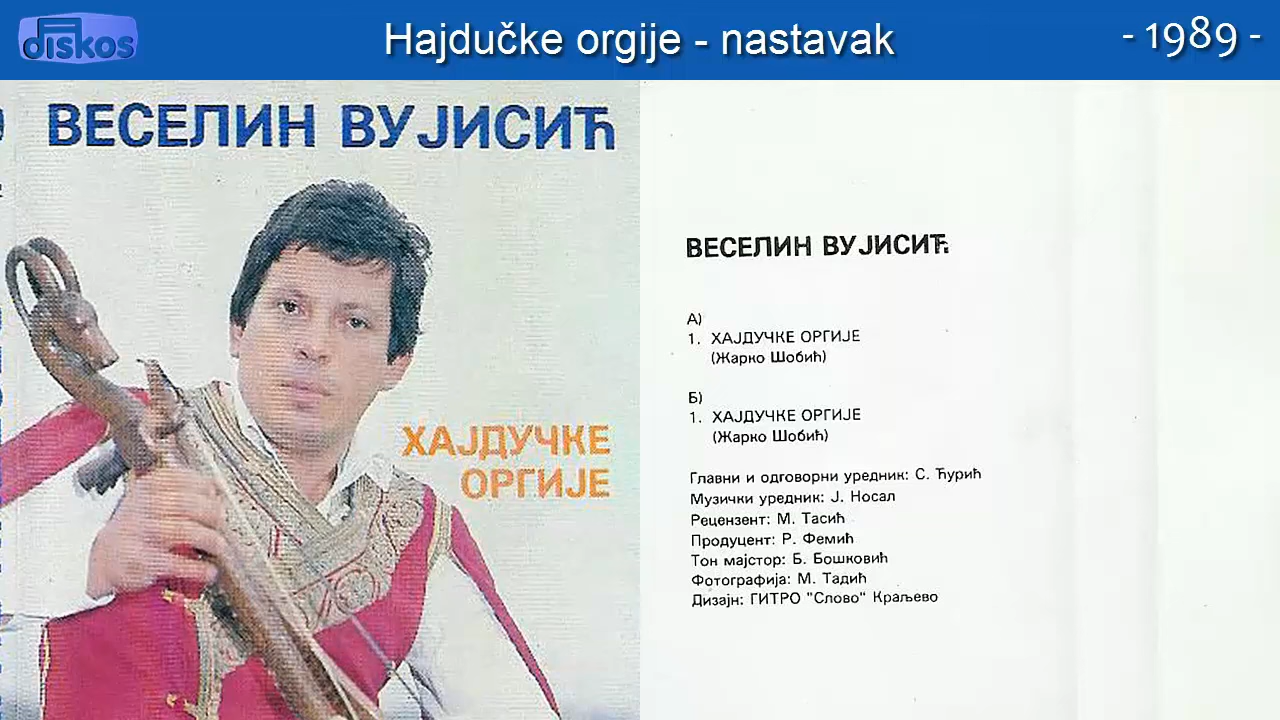 diskos
Hajdučke orgije - nastavak
- 1989 -
ВЕСЕЛИН ВУЈИСИЋ
ХАЈДУЧКЕ
ОРГИЈЕ
ВЕСЕЛИН ВУЈИСИЋ
А)
1. ХАЈДУЧКЕ ОРГИЈЕ
(Жарко Шобић)
Б)
1. ХАЈДУЧКЕ ОРГИЈЕ
(Жарко Шобић)
Главни и одговорни уредник: С. Ђурић
Музички уредник: Ј. Носал
Рецензент: М. Тасић
Продуцент: Р. Фемић
Тон мајстор: Б. Бошковић
Фотографија: М. Тадић
Дизајн: ГИТРО "Слово" Краљево